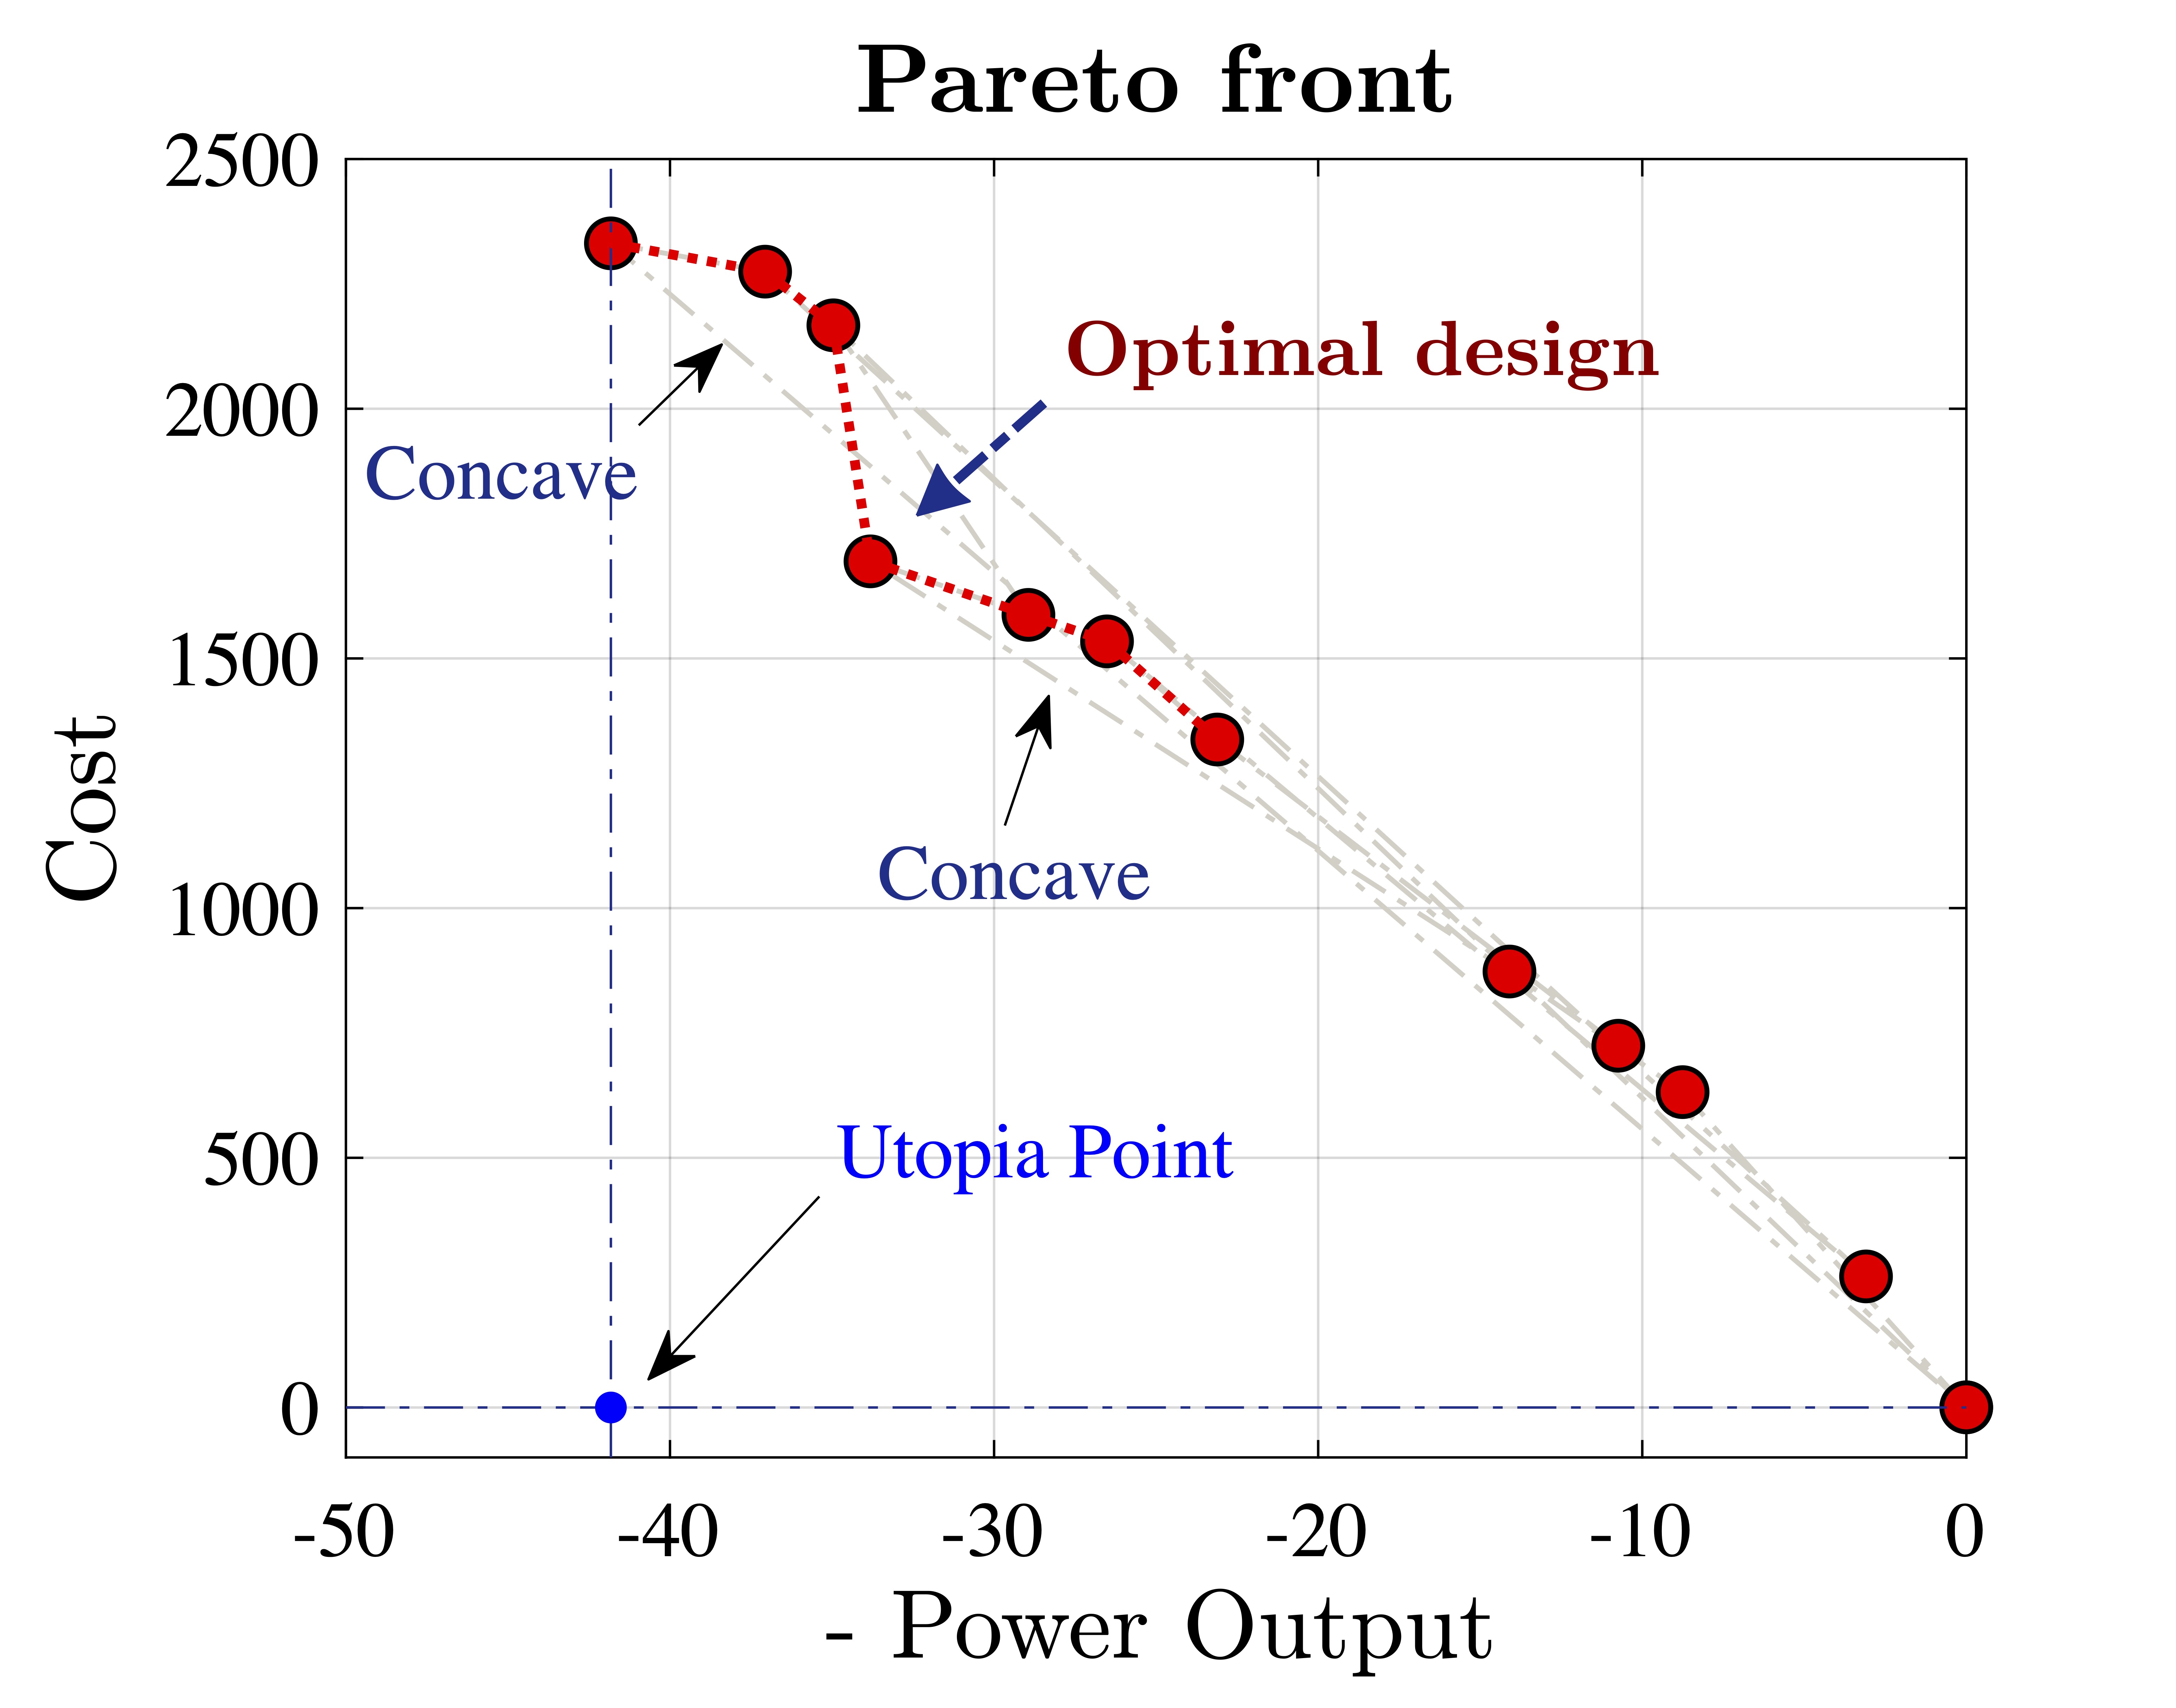 Pareto front
2500
2000
1500
1000
500
0
Cost
Optimal design
Concave
Concave
Utopia Point
-50 -40 -30 -20 -10 0
- Power Output